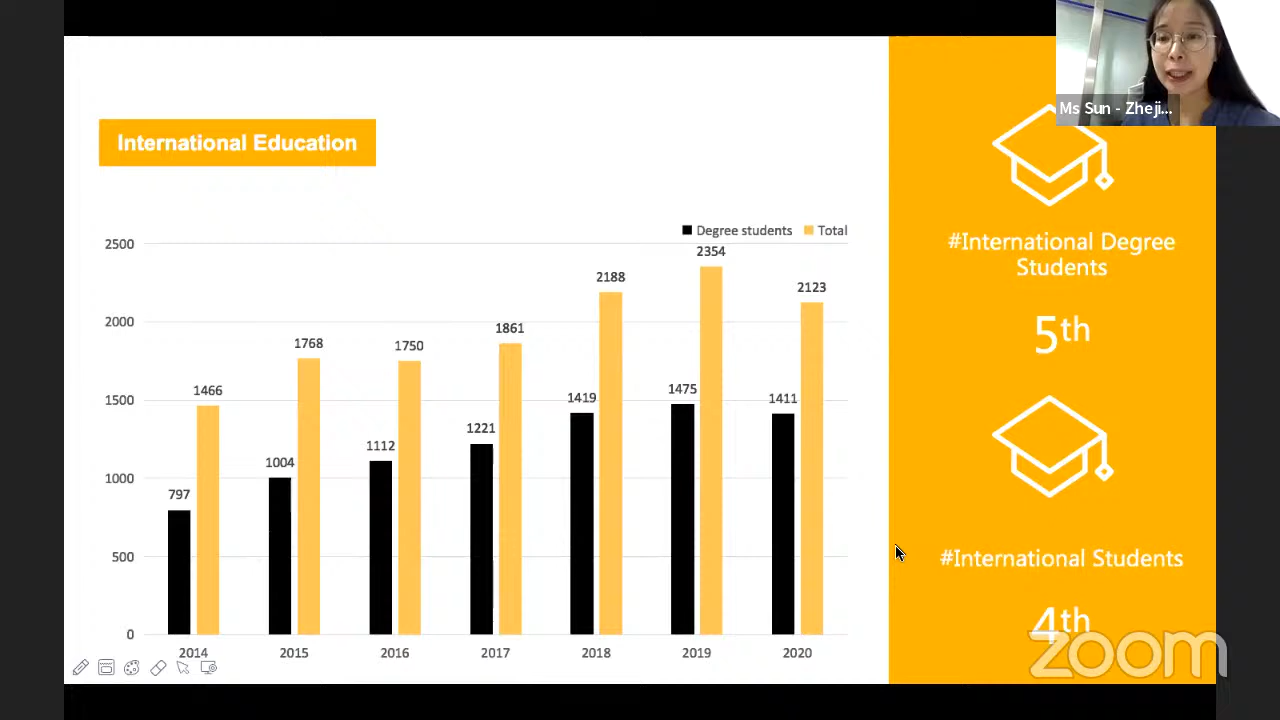 Ms Sun - Zheji...
International Education
Degree students Total
2500
2000
1500
1000
500
0
797
1466
1004
1768
1112
1750
1221
1861
1419
2188
1475
2354
1411
2123
2014 2015 2016 2017 2018 2019 2020
#International Degree
Students
5th
#International Students
4th
zoom